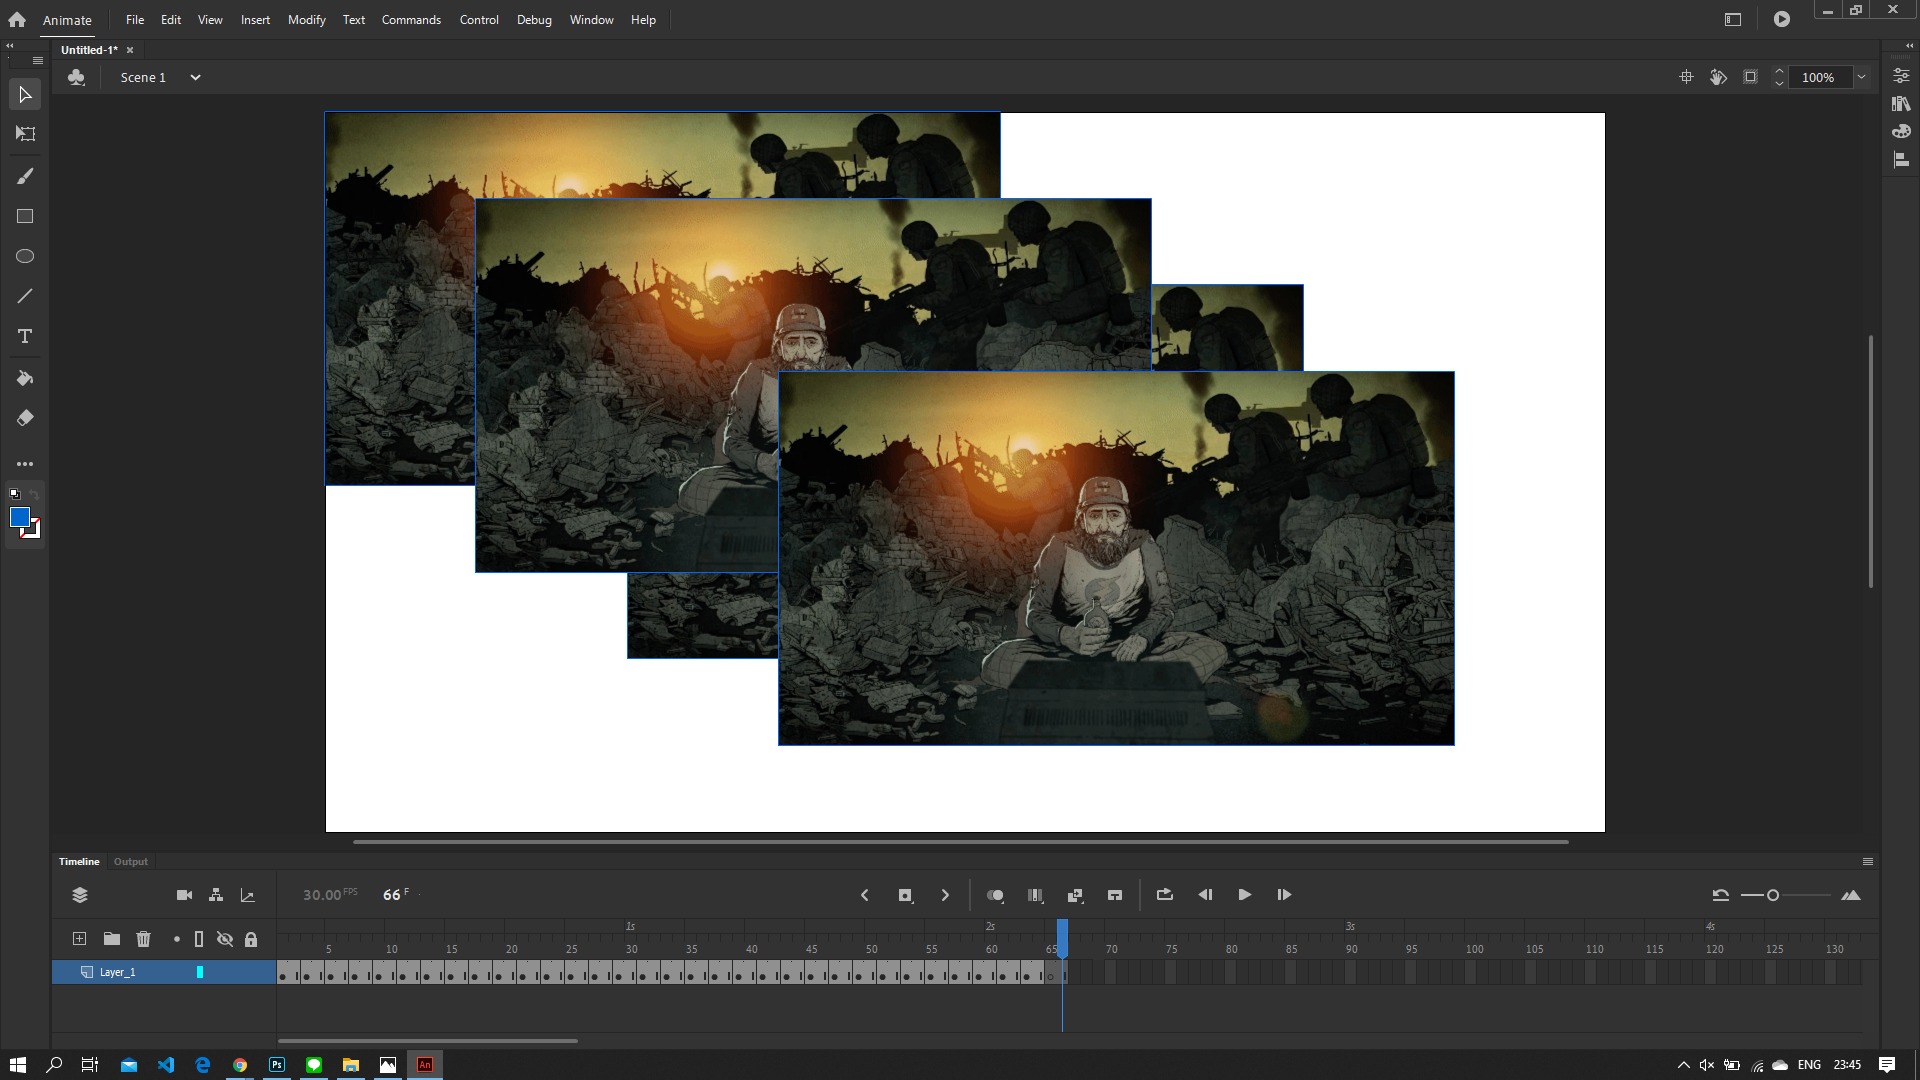 Animate
File Edit View Insert Modify Text Commands Control Debug Window Help
Untitled-1*
Scene 1
100%
Timeline Output
30.00 FPS 66 F
1s 2s 3s 4s
5 10 15 20 25 30 35 40 45 50 55 60 65 70 75 80 85 90 95 100 105 110 115 120 125 130
Layer_1
Ps
An
ENG 23:45